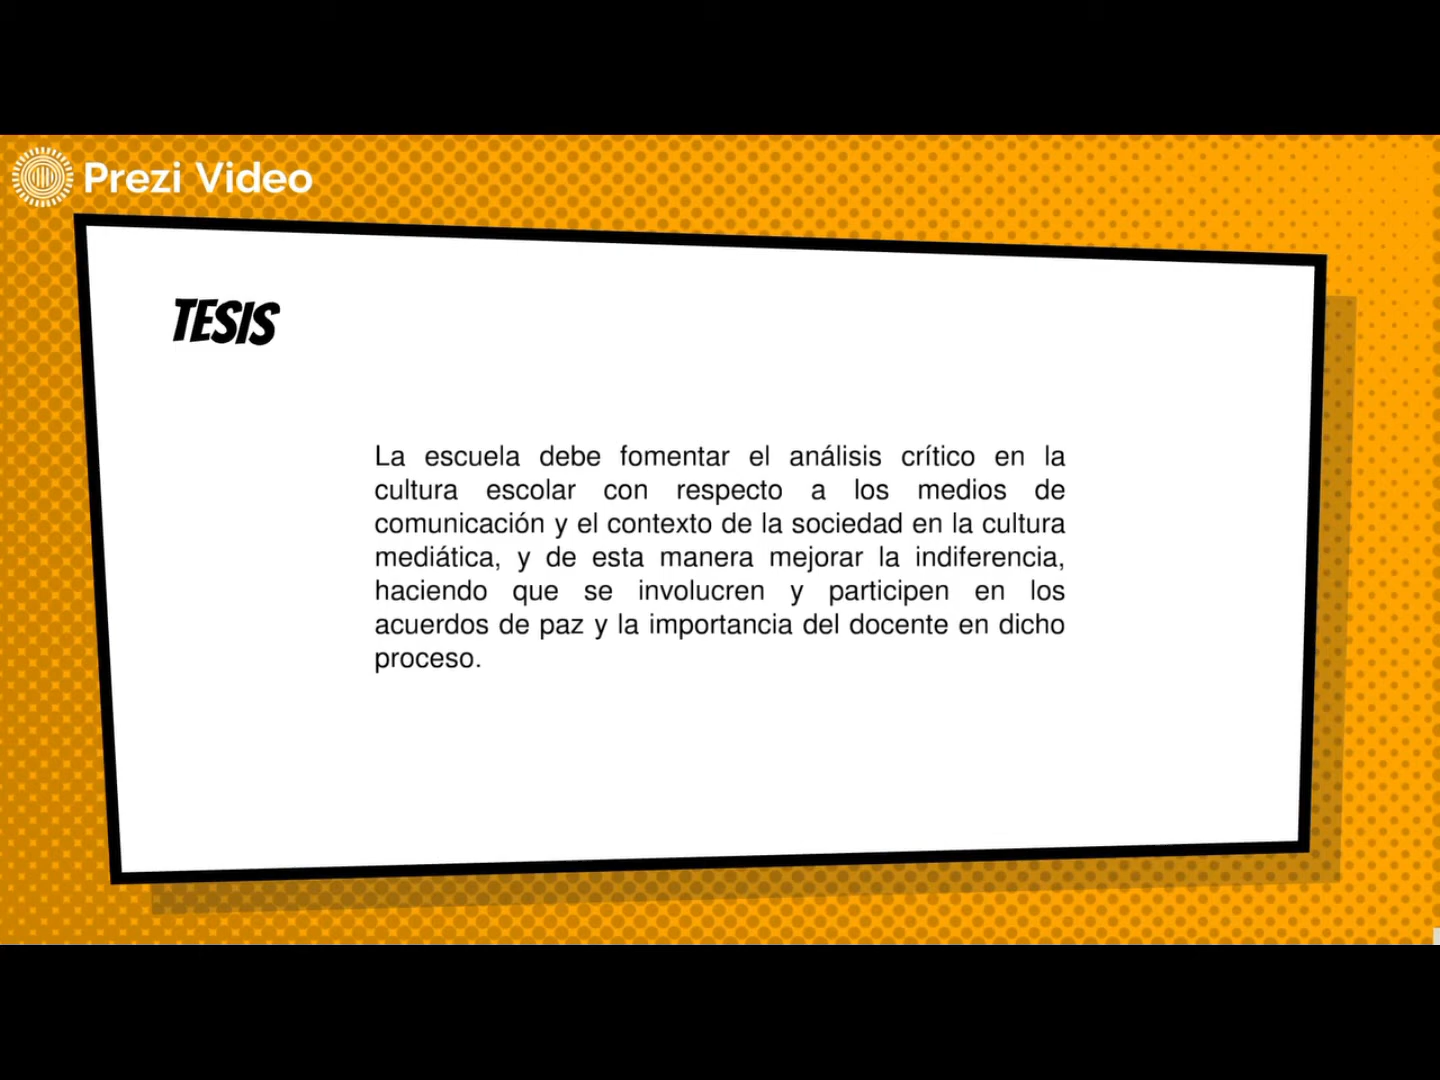 Prezi Video
TESIS
La escuela debe fomentar el análisis crítico en la
cultura escolar con respecto a los medios de
comunicación y el contexto de la sociedad en la cultura
mediática, y de esta manera mejorar la indiferencia,
haciendo que se involucren y participen en los
acuerdos de paz y la importancia del docente en dicho
proceso.